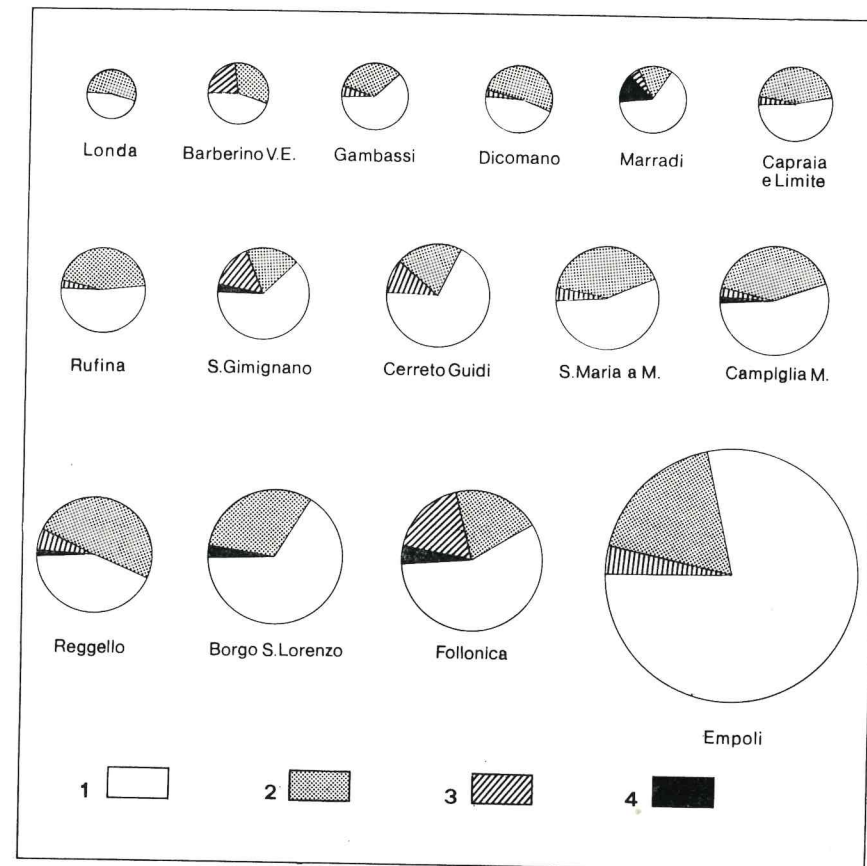 Londa
Barberino V.E.
Gambassi
Dicomano
Marradi
Capraia
e Limite
Rufina
S.Gimignano
Cerreto Guidi
S.Maria a M.
Campiglia M.
Reggello
Borgo S.Lorenzo
Follonica
Empoli
1
2
3
4